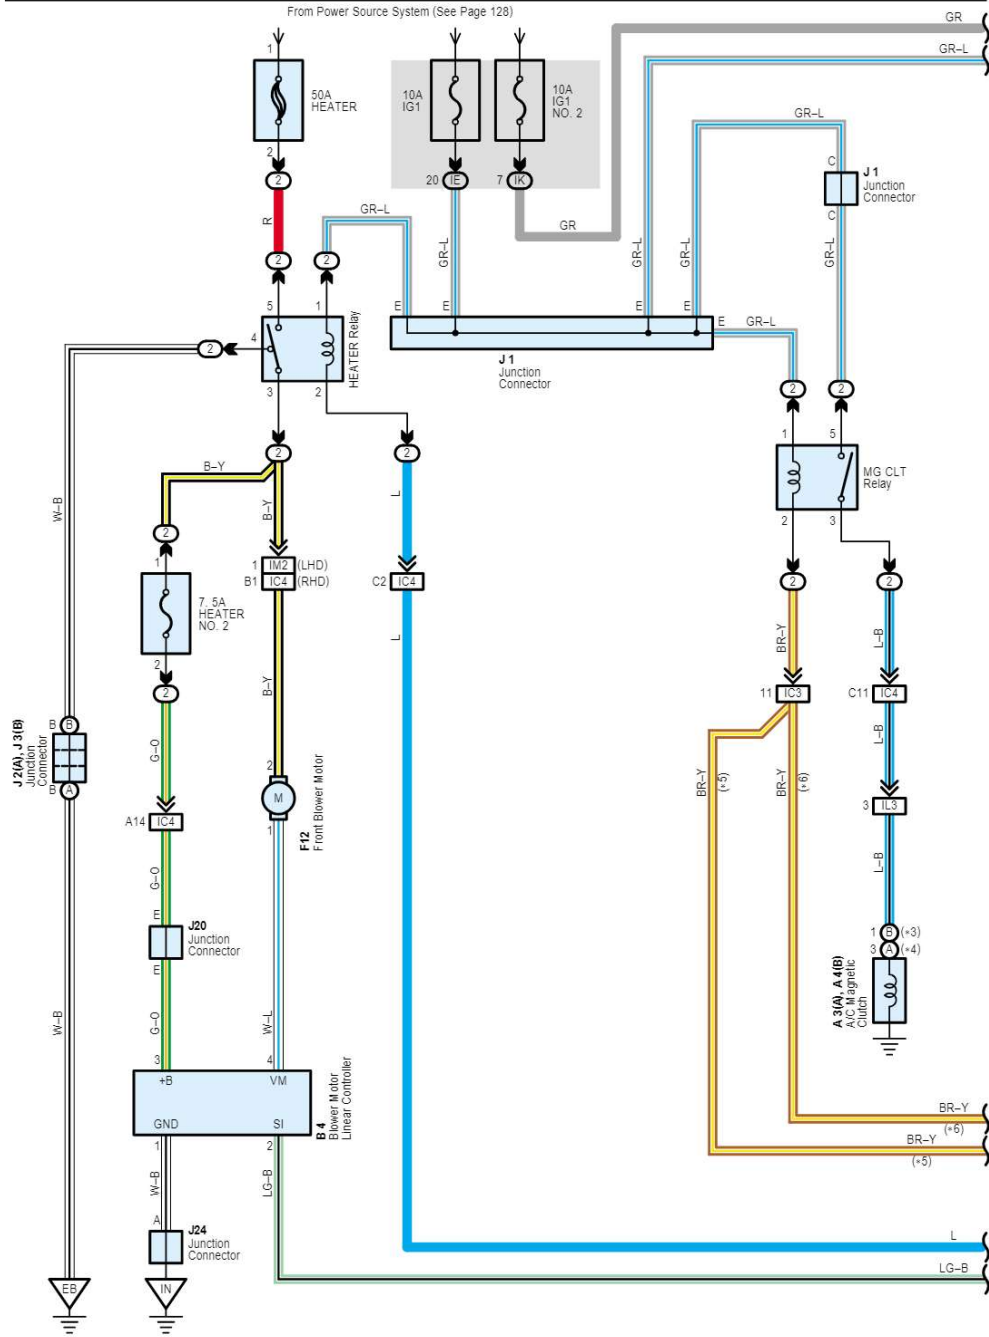 From Power Source System (See Page 128)
GR
GR–L
1
50A
HEATER
2
2
10A
IG1
10A
IG1
NO. 2
20 IE
7 IK
GR–L
C
J 1
Junction
Connector
C
R
GR–L
GR
GR–L
GR–L
GR–L
GR–L
2
2
5
1
4
2
3
2
HEATER Relay
E
E
E
E
E
GR–L
J 1
Junction
Connector
2
2
2
2
1
5
MG CLT
Relay
2
3
B–Y
B–Y
L
W–B
2
1
1 IM2 (LHD)
B1 IC4 (RHD)
C2 IC4
2
2
7. 5A
HEATER
NO. 2
2
2
L
BR–Y
L–B
B–Y
11 IC3
C11 IC4
J 2(A), J 3(B)
Junction
Connector
B B
B A
G–O
L–B
2
M
1
F12
Front Blower Motor
BR–Y
(∗5)
BR–Y
(∗6)
3 IL3
A14 IC4
G–O
L–B
E
J20
Junction
Connector
E
1 B (∗3)
3 A (∗4)
A 3(A), A 4(B)
A/C Magnetic
Clutch
W–B
G–O
W–L
3
4
+B
VM
GND
SI
B 4
Blower Motor
Linear Controller
1
2
BR–Y
(∗6)
BR–Y
(∗5)
W–B
LG–B
A
J24
Junction
Connector
L
LG–B
EB
IN